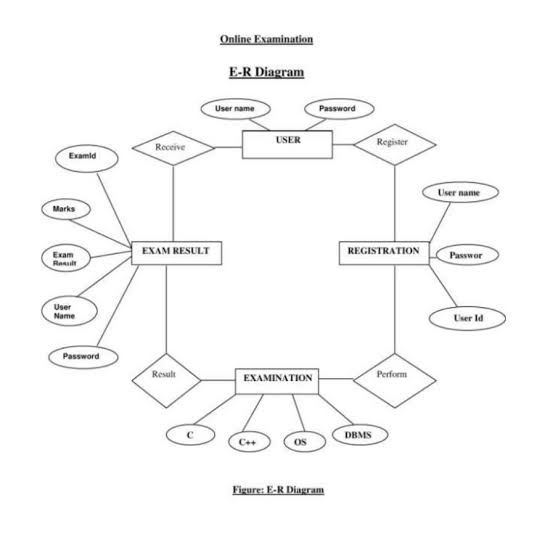 Online Examination
E-R Diagram
User name
Password
USER
Receive
Register
ExamId
User name
Marks
EXAM RESULT
REGISTRATION
Exam
Result
Passwor
User
Name
User Id
Password
Result
EXAMINATION
Perform
C
C++
OS
DBMS
Figure: E-R Diagram